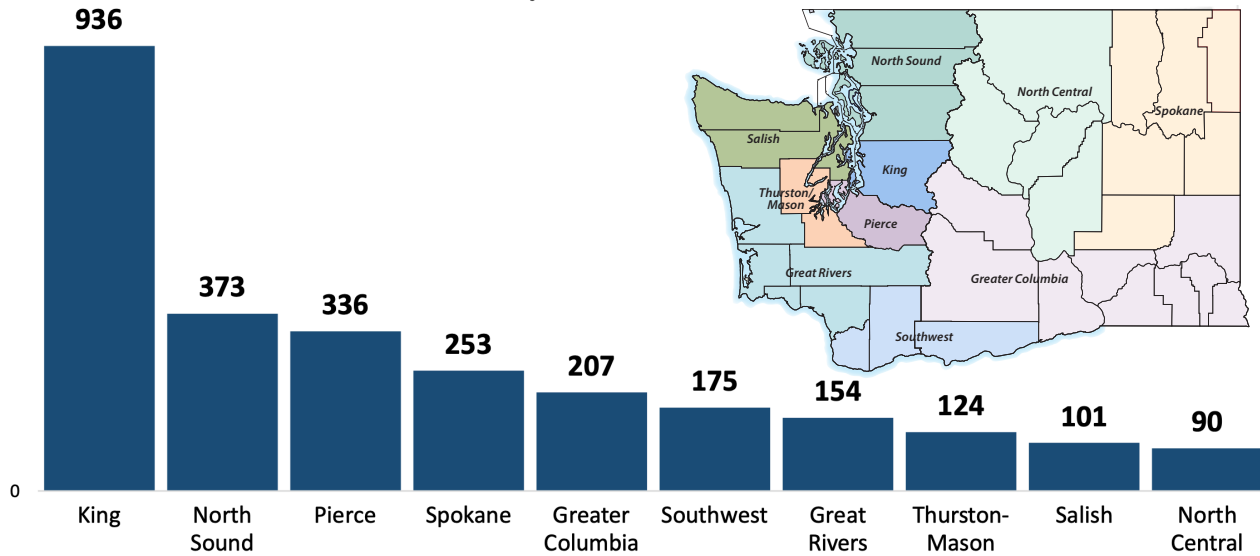 936
373
336
253
207
175
154
124
101
90
0
King
North
Sound
Pierce
Spokane
Greater
Columbia
Southwest
Great
Rivers
Thurston-
Mason
Salish
North
Central
North Sound
North Central
Spokane
Salish
King
Thurston/
Mason
Pierce
Great Rivers
Greater Columbia
Southwest